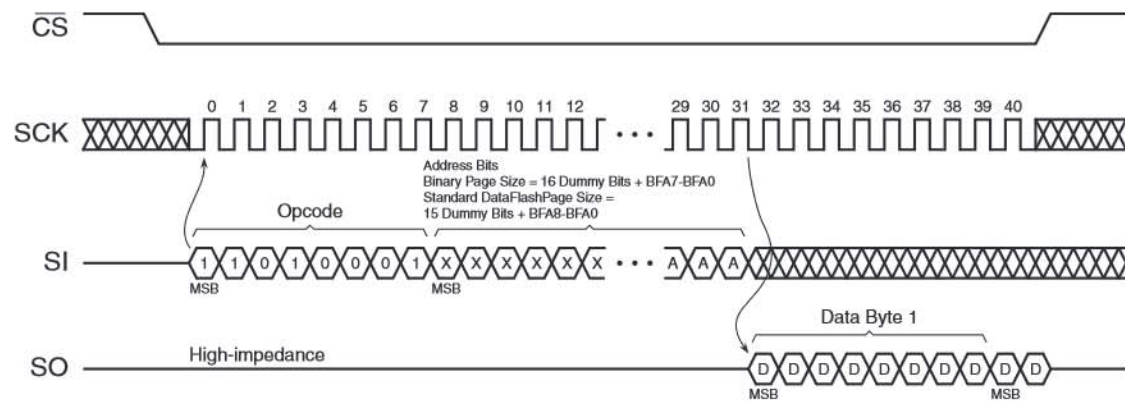 CS
0 1 2 3 4 5 6 7 8 9 10 11 12 29 30 31 32 33 34 35 36 37 38 39 40
SCK
Address Bits
Binary Page Size = 16 Dummy Bits + BFA7-BFA0
Standard DataFlashPage Size =
15 Dummy Bits + BFA8-BFA0
Opcode
SI 1 1 0 1 0 0 0 1 X X X X X X • • • A A A
MSB MSB
Data Byte 1
High-impedance
SO D D D D D D D D D D
MSB MSB